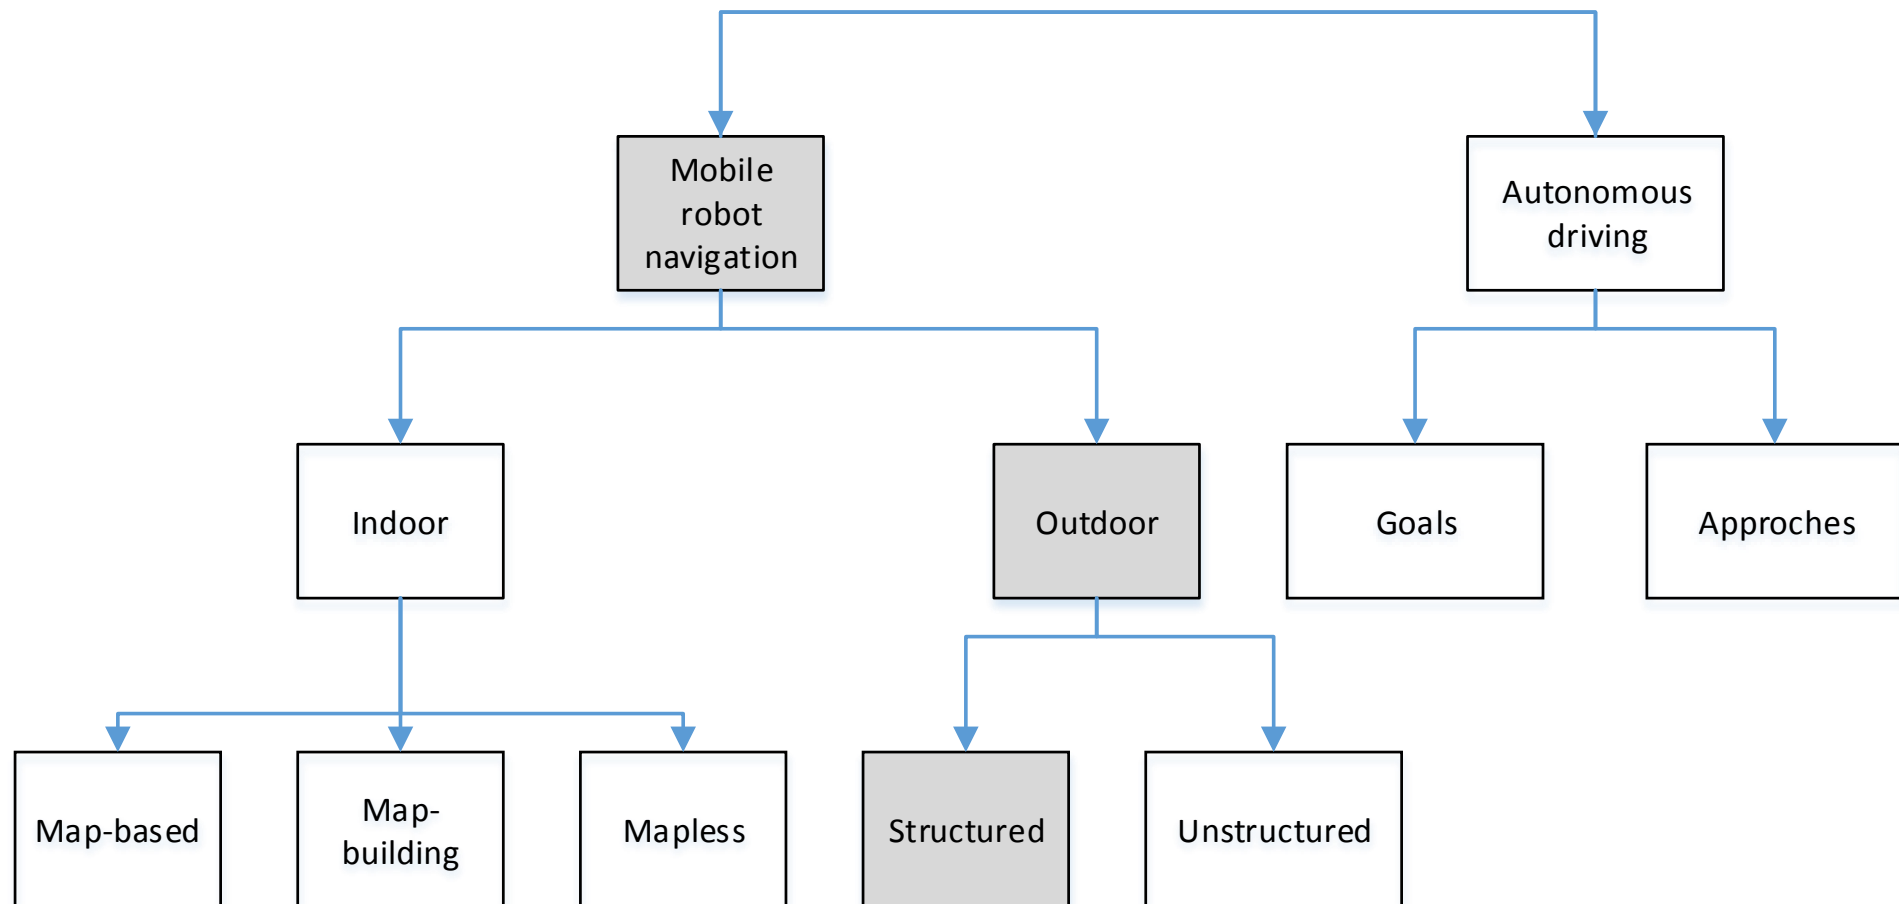 Mobile
robot
navigation
Autonomous
driving
Indoor
Outdoor
Goals
Approches
Map-based
Map-
building
Mapless
Structured
Unstructured